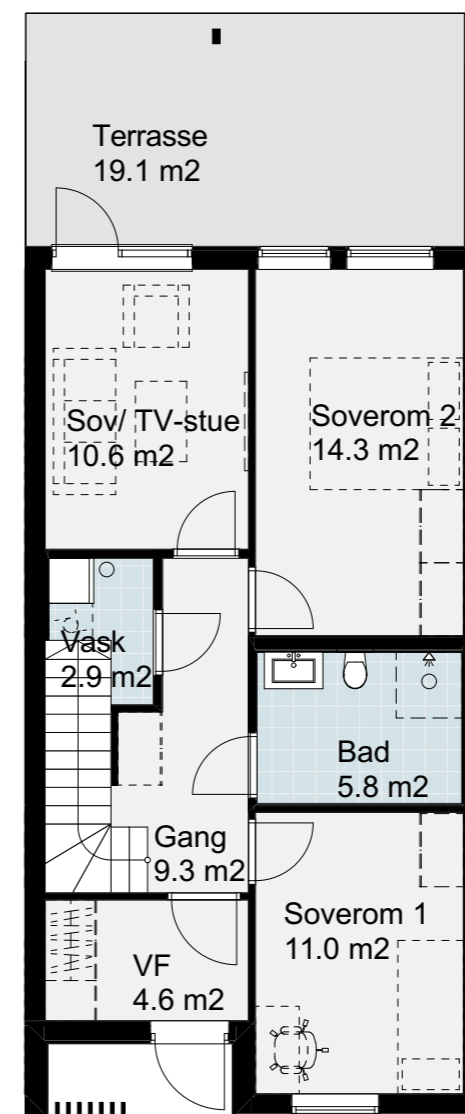 Terrasse
19.1 m2
Sov/ TV-stue
10.6 m2
Soverom 2
14.3 m2
Vask
2.9 m2
Bad
5.8 m2
Gang
9.3 m2
Soverom 1
11.0 m2
VF
4.6 m2